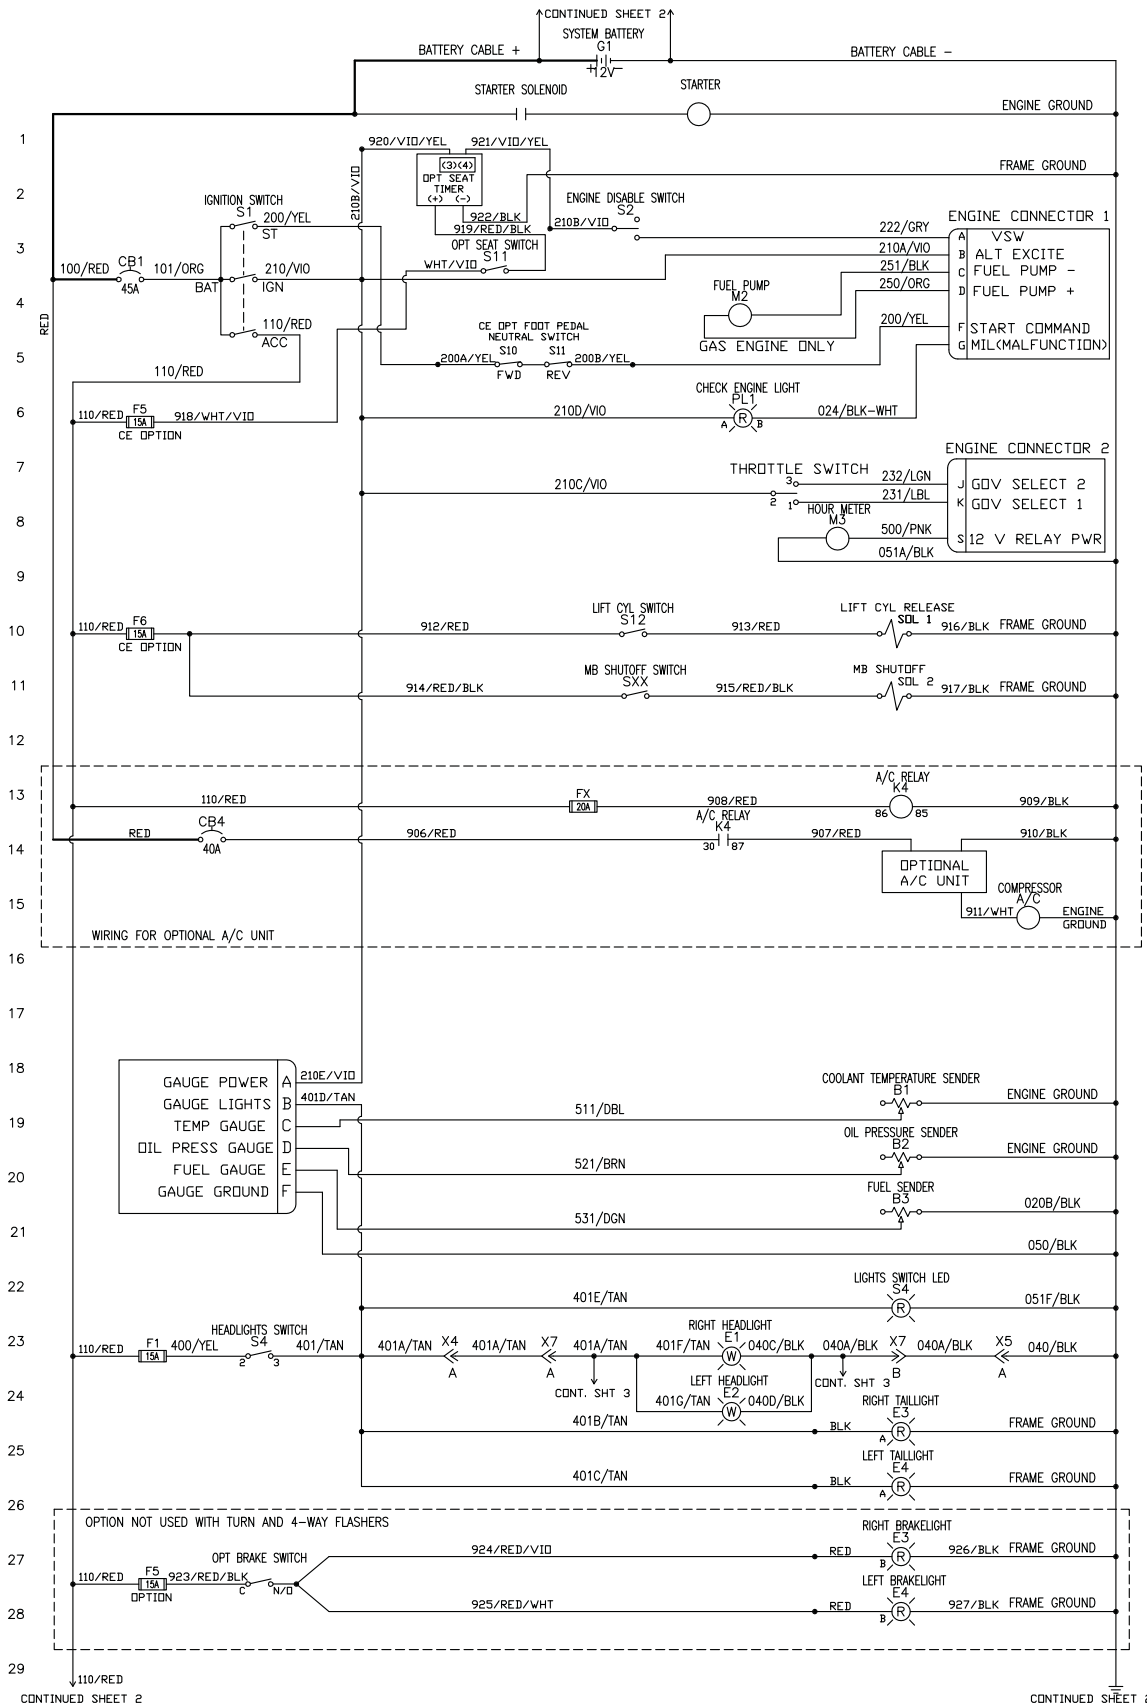 CONTINUED SHEET 2
SYSTEM BATTERY
BATTERY CABLE +
G1
BATTERY CABLE -
+ 12V -
STARTER SOLENOID
STARTER
ENGINE GROUND
1
920/VIO/YEL
921/VIO/YEL
(3)(4)
OPT SEAT
TIMER
(+) (-)
FRAME GROUND
2
210B/VIO
IGNITION SWITCH
S1
200/YEL
ST
922/BLK
919/RED/BLK
ENGINE DISABLE SWITCH
S2
210B/VIO
ENGINE CONNECTOR 1
222/GRY
A VSW
3
OPT SEAT SWITCH
S11
WHT/VIO
210A/VIO
B ALT EXCITE
100/RED
CB1
45A
101/ORG
BAT
210/VIO
IGN
251/BLK
C FUEL PUMP -
4
FUEL PUMP
M2
250/ORG
D FUEL PUMP +
RED
110/RED
ACC
CE OPT FOOT PEDAL
NEUTRAL SWITCH
200/YEL
F START COMMAND
GAS ENGINE ONLY
G MIL(MALFUNCTION)
5
200A/YEL
S10
FWD
S11
REV
200B/YEL
110/RED
CHECK ENGINE LIGHT
PL1
6
110/RED
F5
15A
CE OPTION
918/WHT/VIO
210D/VIO
A R B
024/BLK-WHT
ENGINE CONNECTOR 2
7
THROTTLE SWITCH
210C/VIO
3
2
1
232/LGN
J GOV SELECT 2
231/LBL
K GOV SELECT 1
8
HOUR METER
M3
500/PNK
S 12 V RELAY PWR
051A/BLK
9
10
110/RED
F6
15A
CE OPTION
912/RED
LIFT CYL SWITCH
S12
913/RED
LIFT CYL RELEASE
SOL 1
916/BLK
FRAME GROUND
11
914/RED/BLK
MB SHUTOFF SWITCH
SXX
915/RED/BLK
MB SHUTOFF
SOL 2
917/BLK
FRAME GROUND
12
13
110/RED
FX
20A
908/RED
A/C RELAY
K4
86 85
909/BLK
14
RED
CB4
40A
906/RED
A/C RELAY
K4
30 87
907/RED
910/BLK
OPTIONAL
A/C UNIT
15
COMPRESSOR
A/C
911/WHT
ENGINE
GROUND
WIRING FOR OPTIONAL A/C UNIT
16
17
18
GAUGE POWER A
210E/VIO
GAUGE LIGHTS B
401D/TAN
COOLANT TEMPERATURE SENDER
B1
ENGINE GROUND
19
TEMP GAUGE C
511/DBL
OIL PRESS GAUGE D
OIL PRESSURE SENDER
B2
ENGINE GROUND
20
FUEL GAUGE E
521/BRN
GAUGE GROUND F
FUEL SENDER
B3
020B/BLK
21
531/DGN
050/BLK
22
401E/TAN
LIGHTS SWITCH LED
S4
R
051F/BLK
23
110/RED
F1
15A
400/YEL
HEADLIGHTS SWITCH
S4
2 3
401/TAN
401A/TAN
X4
A
401A/TAN
X7
A
401A/TAN
CONT. SHT 3
401F/TAN
RIGHT HEADLIGHT
E1
W
040C/BLK
040A/BLK
CONT. SHT 3
X7
B
040A/BLK
X5
A
040/BLK
24
401G/TAN
LEFT HEADLIGHT
E2
W
040D/BLK
401B/TAN
BLK
RIGHT TAILLIGHT
E3
A R
FRAME GROUND
25
401C/TAN
BLK
LEFT TAILLIGHT
E4
A R
FRAME GROUND
26
OPTION NOT USED WITH TURN AND 4-WAY FLASHERS
27
924/RED/VIO
RED
RIGHT BRAKELIGHT
E3
B R
926/BLK
FRAME GROUND
110/RED
F5
15A
OPTION
923/RED/BLK
OPT BRAKE SWITCH
C N/O
28
925/RED/WHT
RED
LEFT BRAKELIGHT
E4
B R
927/BLK
FRAME GROUND
29
110/RED
CONTINUED SHEET 2
CONTINUED SHEET